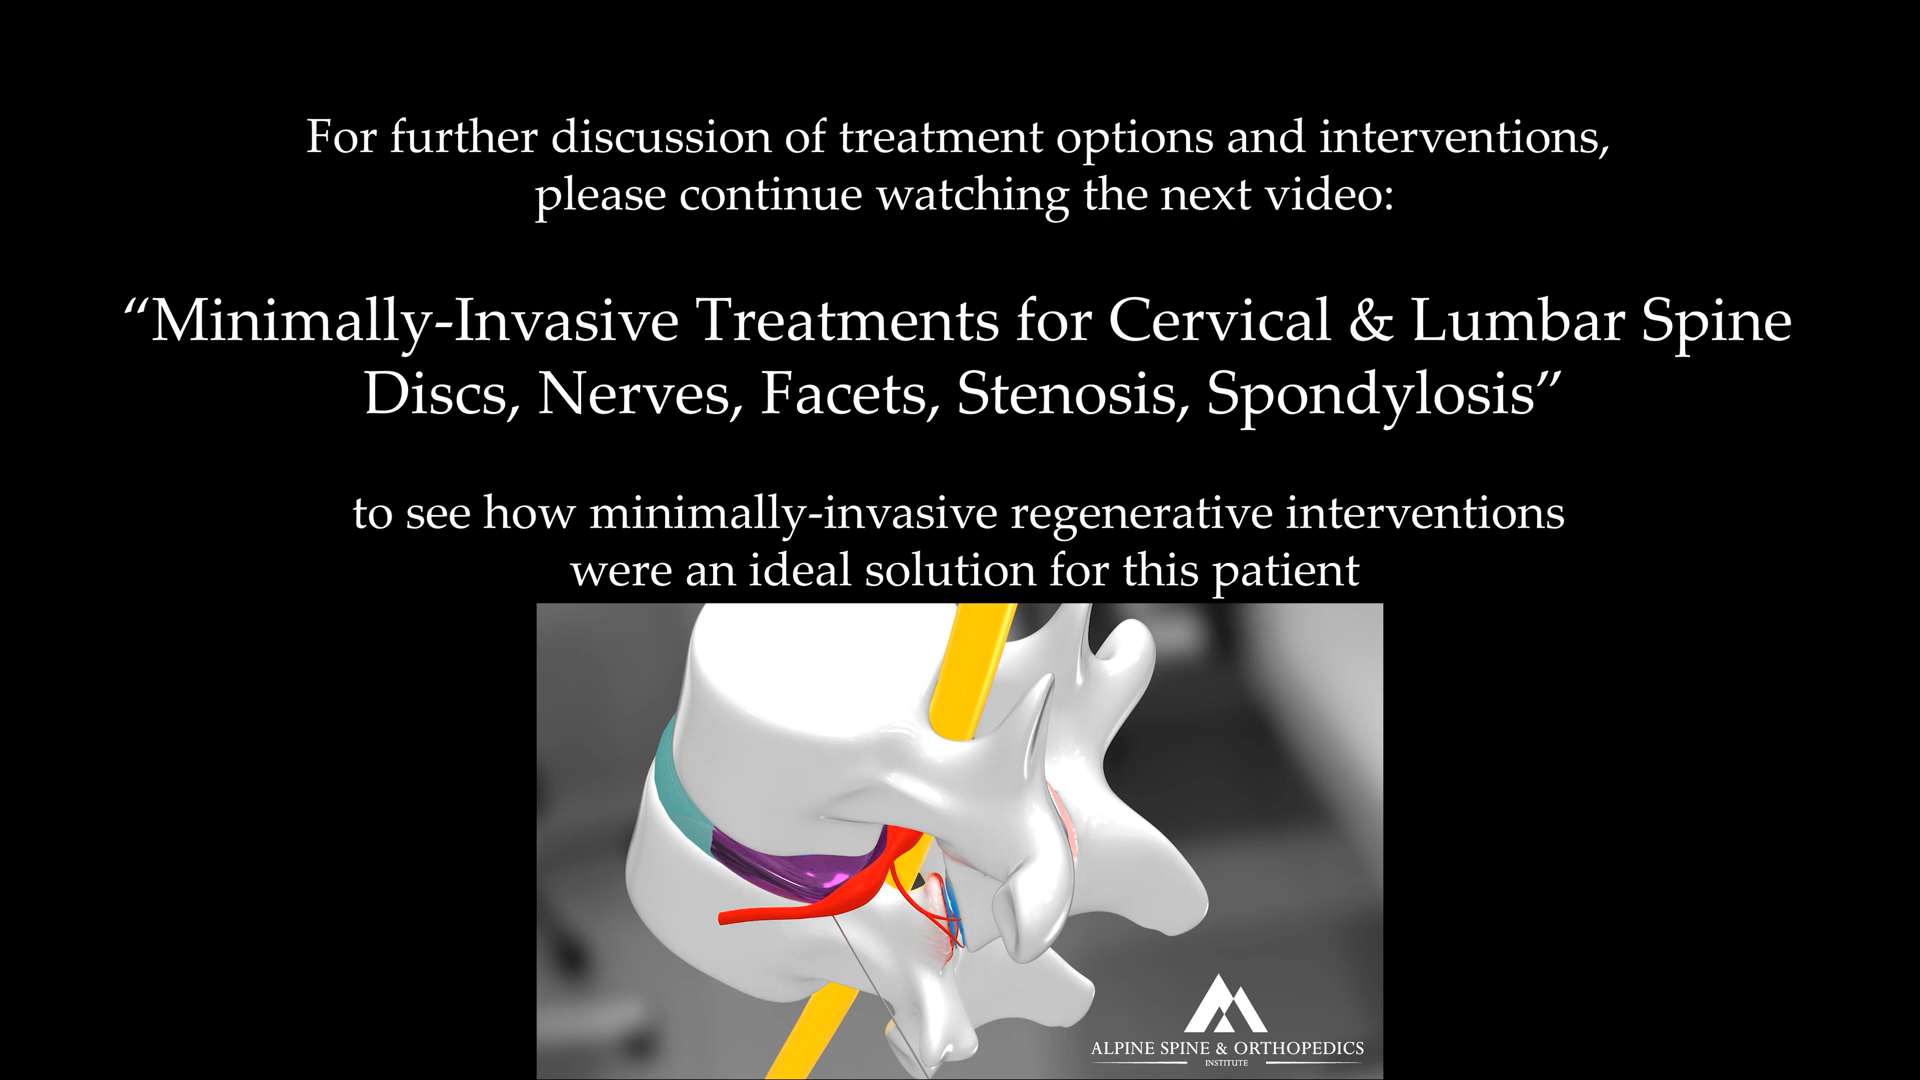 For further discussion of treatment options and interventions,
please continue watching the next video:
“Minimally-Invasive Treatments for Cervical & Lumbar Spine
Discs, Nerves, Facets, Stenosis, Spondylosis”
to see how minimally-invasive regenerative interventions
were an ideal solution for this patient
ALPINE SPINE & ORTHOPEDICS
INSTITUTE